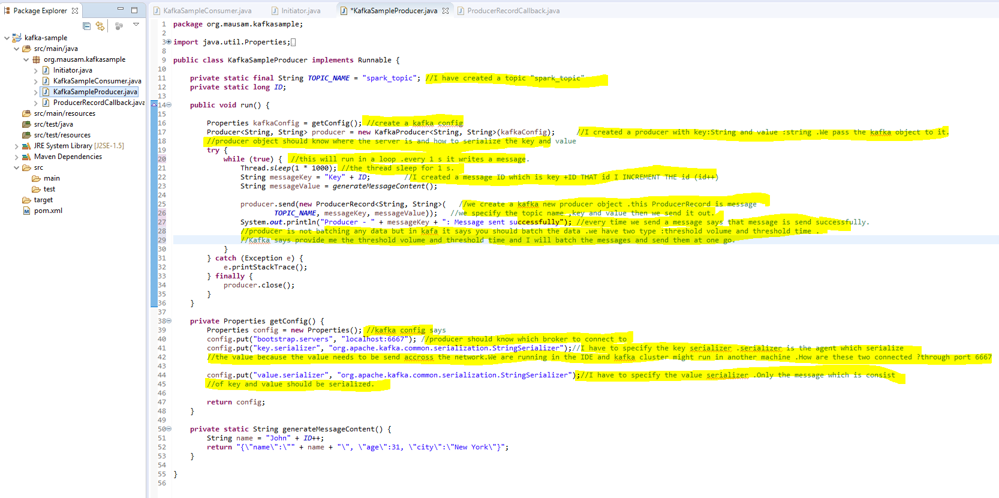 Package Explorer
kafka-sample
src/main/java
org.mausam.kafkasample
Initiator.java
KafkaSampleConsumer.java
KafkaSampleProducer.java
ProducerRecordCallback.java
src/main/resources
src/test/java
src/test/resources
JRE System Library [J2SE-1.5]
Maven Dependencies
src
main
test
target
pom.xml
KafkaSampleConsumer.java Initiator.java *KafkaSampleProducer.java ProducerRecordCallback.java
1 package org.mausam.kafkasample;
2
3 import java.util.Properties;
8
9 public class KafkaSampleProducer implements Runnable {
10
11 private static final String TOPIC_NAME = "spark_topic"; //I have created a topic "spark_topic"
12 private static long ID;
13
14 public void run() {
15
16 Properties kafkaConfig = getConfig(); //create a kafka config
17 Producer<String, String> producer = new KafkaProducer<String, String>(kafkaConfig); //I created a producer with key:String and value :string .We pass the kafka object to it.
18 //producer object should know where the server is and how to serialize the key and value
19 try {
20 while (true) { //this will run in a loop .every 1 s it writes a message.
21 Thread.sleep(1 * 1000); //the thread sleep for 1 s.
22 String messageKey = "Key" + ID; //I created a message ID which is key +ID THAT id I INCREMENT THE id (id++)
23 String messageValue = generateMessageContent();
24
25 producer.send(new ProducerRecord<String, String>( //we create a kafka new producer object .this ProducerRecord is message
26 TOPIC_NAME, messageKey, messageValue)); //we specify the topic name ,key and value then we send it out.
27 System.out.println("Producer - " + messageKey + ": Message sent successfully"); //every time we send a message says that message is send successfully.
28 //producer is not batching any data but in kafa it says you should batch the data .we have two type :threshold volume and threshold time .
29 //Kafka says provide me the threshold volume and threshold time and I will batch the messages and send them at one go.
30 }
31 } catch (Exception e) {
32 e.printStackTrace();
33 } finally {
34 producer.close();
35 }
36 }
37
38 private Properties getConfig() {
39 Properties config = new Properties(); //kafka config says
40 config.put("bootstrap.servers", "localhost:6667"); //producer should know which broker to connect to
41 config.put("key.serializer", "org.apache.kafka.common.serialization.StringSerializer");//I have to specify the key serializer .serializer is the agent which serialize
42 //the value because the value needs to be send accross the network.We are running in the IDE and kafka cluster might run in another machine .How are these two connected ?through port 6667
43
44 config.put("value.serializer", "org.apache.kafka.common.serialization.StringSerializer");//I have to specify the value serializer .Only the message which is consist
45 //of key and value should be serialized.
46
47 return config;
48 }
49
50 private static String generateMessageContent() {
51 String name = "John" + ID++;
52 return "{\"name\":\"" + name + "\", \"age\":31, \"city\":\"New York\"}";
53 }
54
55 }
56